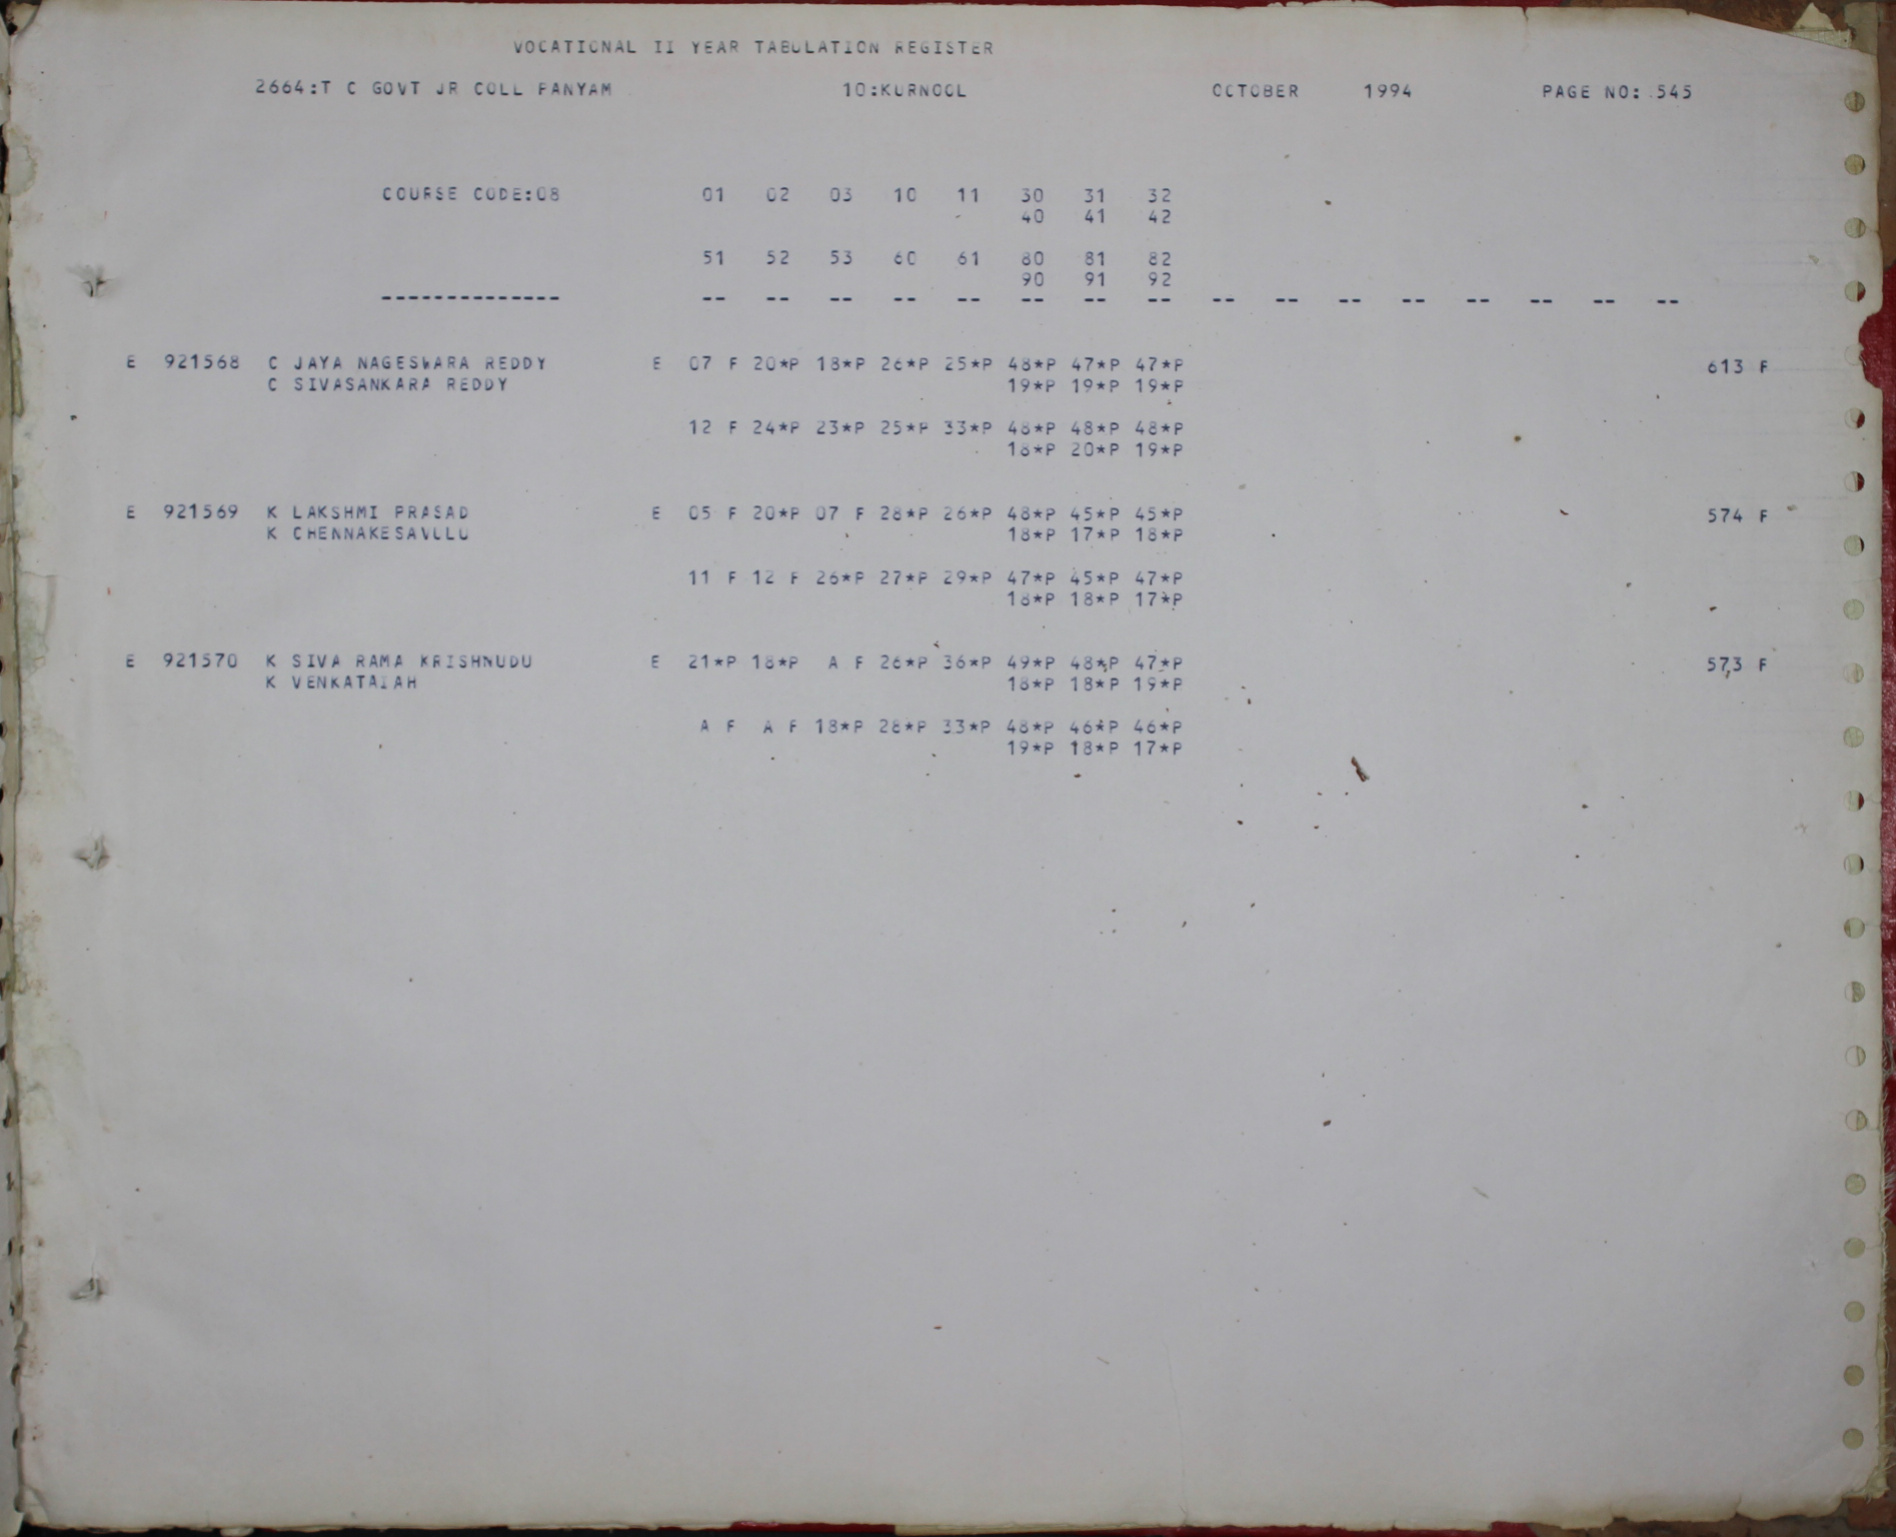 VOCATIONAL II YEAR TABULATION REGISTER
2664:T C GOVT JR COLL PANYAM 10:KURNOOL OCTOBER 1994 PAGE NO: 545
COURSE CODE:08 01 02 03 10 11 30 31 32
40 41 42
51 52 53 60 61 80 81 82
90 91 92
-------------- -- -- -- -- -- -- -- -- -- -- -- -- -- -- -- --
E 921568 C JAYA NAGESWARA REDDY E 07 F 20*P 18*P 26*P 25*P 48*P 47*P 47*P 613 F
C SIVASANKARA REDDY 19*P 19*P 19*P
12 F 24*P 23*P 25*P 33*P 48*P 48*P 48*P
18*P 20*P 19*P
E 921569 K LAKSHMI PRASAD E 05 F 20*P 07 F 28*P 26*P 48*P 45*P 45*P 574 F
K CHENNAKESAVULU 18*P 17*P 18*P
11 F 12 F 26*P 27*P 29*P 47*P 45*P 47*P
18*P 18*P 17*P
E 921570 K SIVA RAMA KRISHNUDU E 21*P 18*P A F 26*P 36*P 49*P 48*P 47*P 573 F
K VENKATAIAH 18*P 18*P 19*P
A F A F 18*P 28*P 33*P 48*P 46*P 46*P
19*P 18*P 17*P